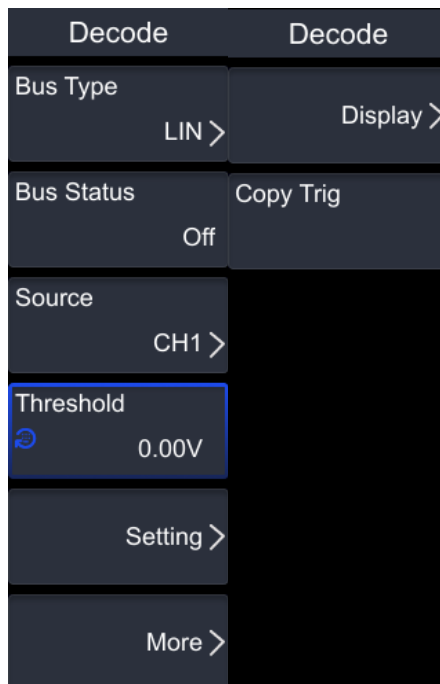 Decode
Bus Type
LIN
Bus Status
Off
Source
CH1
Threshold
0.00V
Setting
More
Decode
Display
Copy Trig